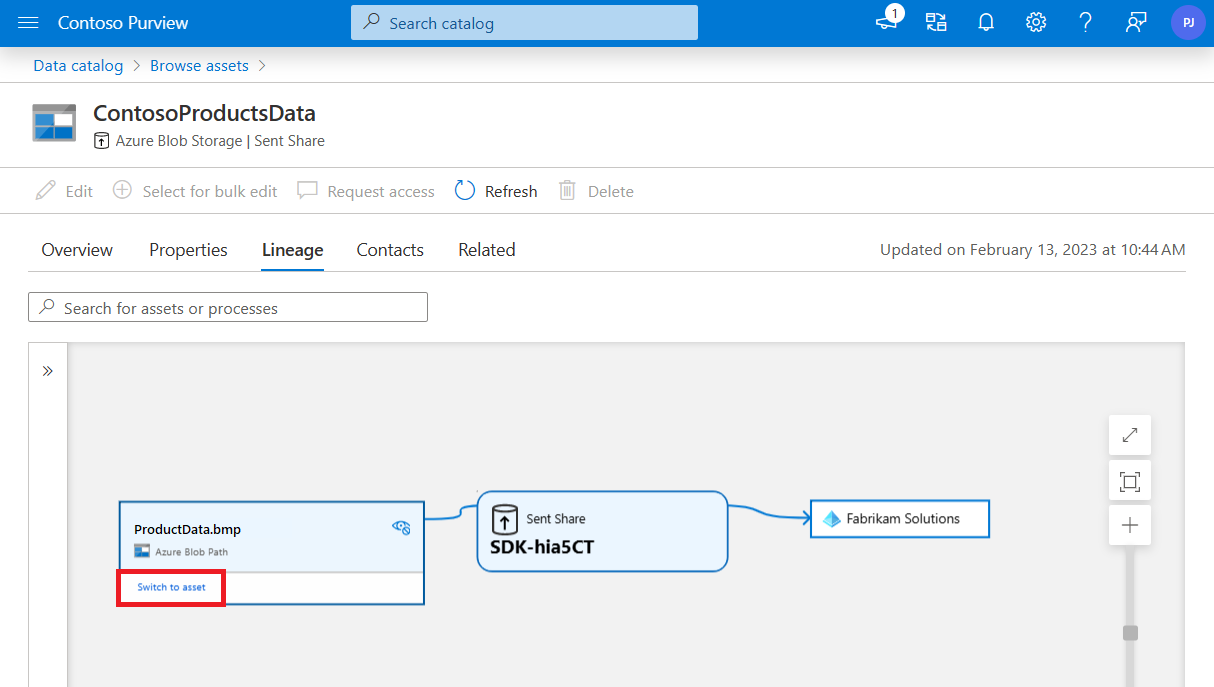 Contoso Purview
Search catalog
1
PJ
Data catalog > Browse assets >
ContosoProductsData
Azure Blob Storage | Sent Share
Edit Select for bulk edit Request access Refresh Delete
Overview Properties Lineage Contacts Related Updated on February 13, 2023 at 10:44 AM
Search for assets or processes
ProductData.bmp
Azure Blob Path
Switch to asset
Sent Share
SDK-hia5CT
Fabrikam Solutions